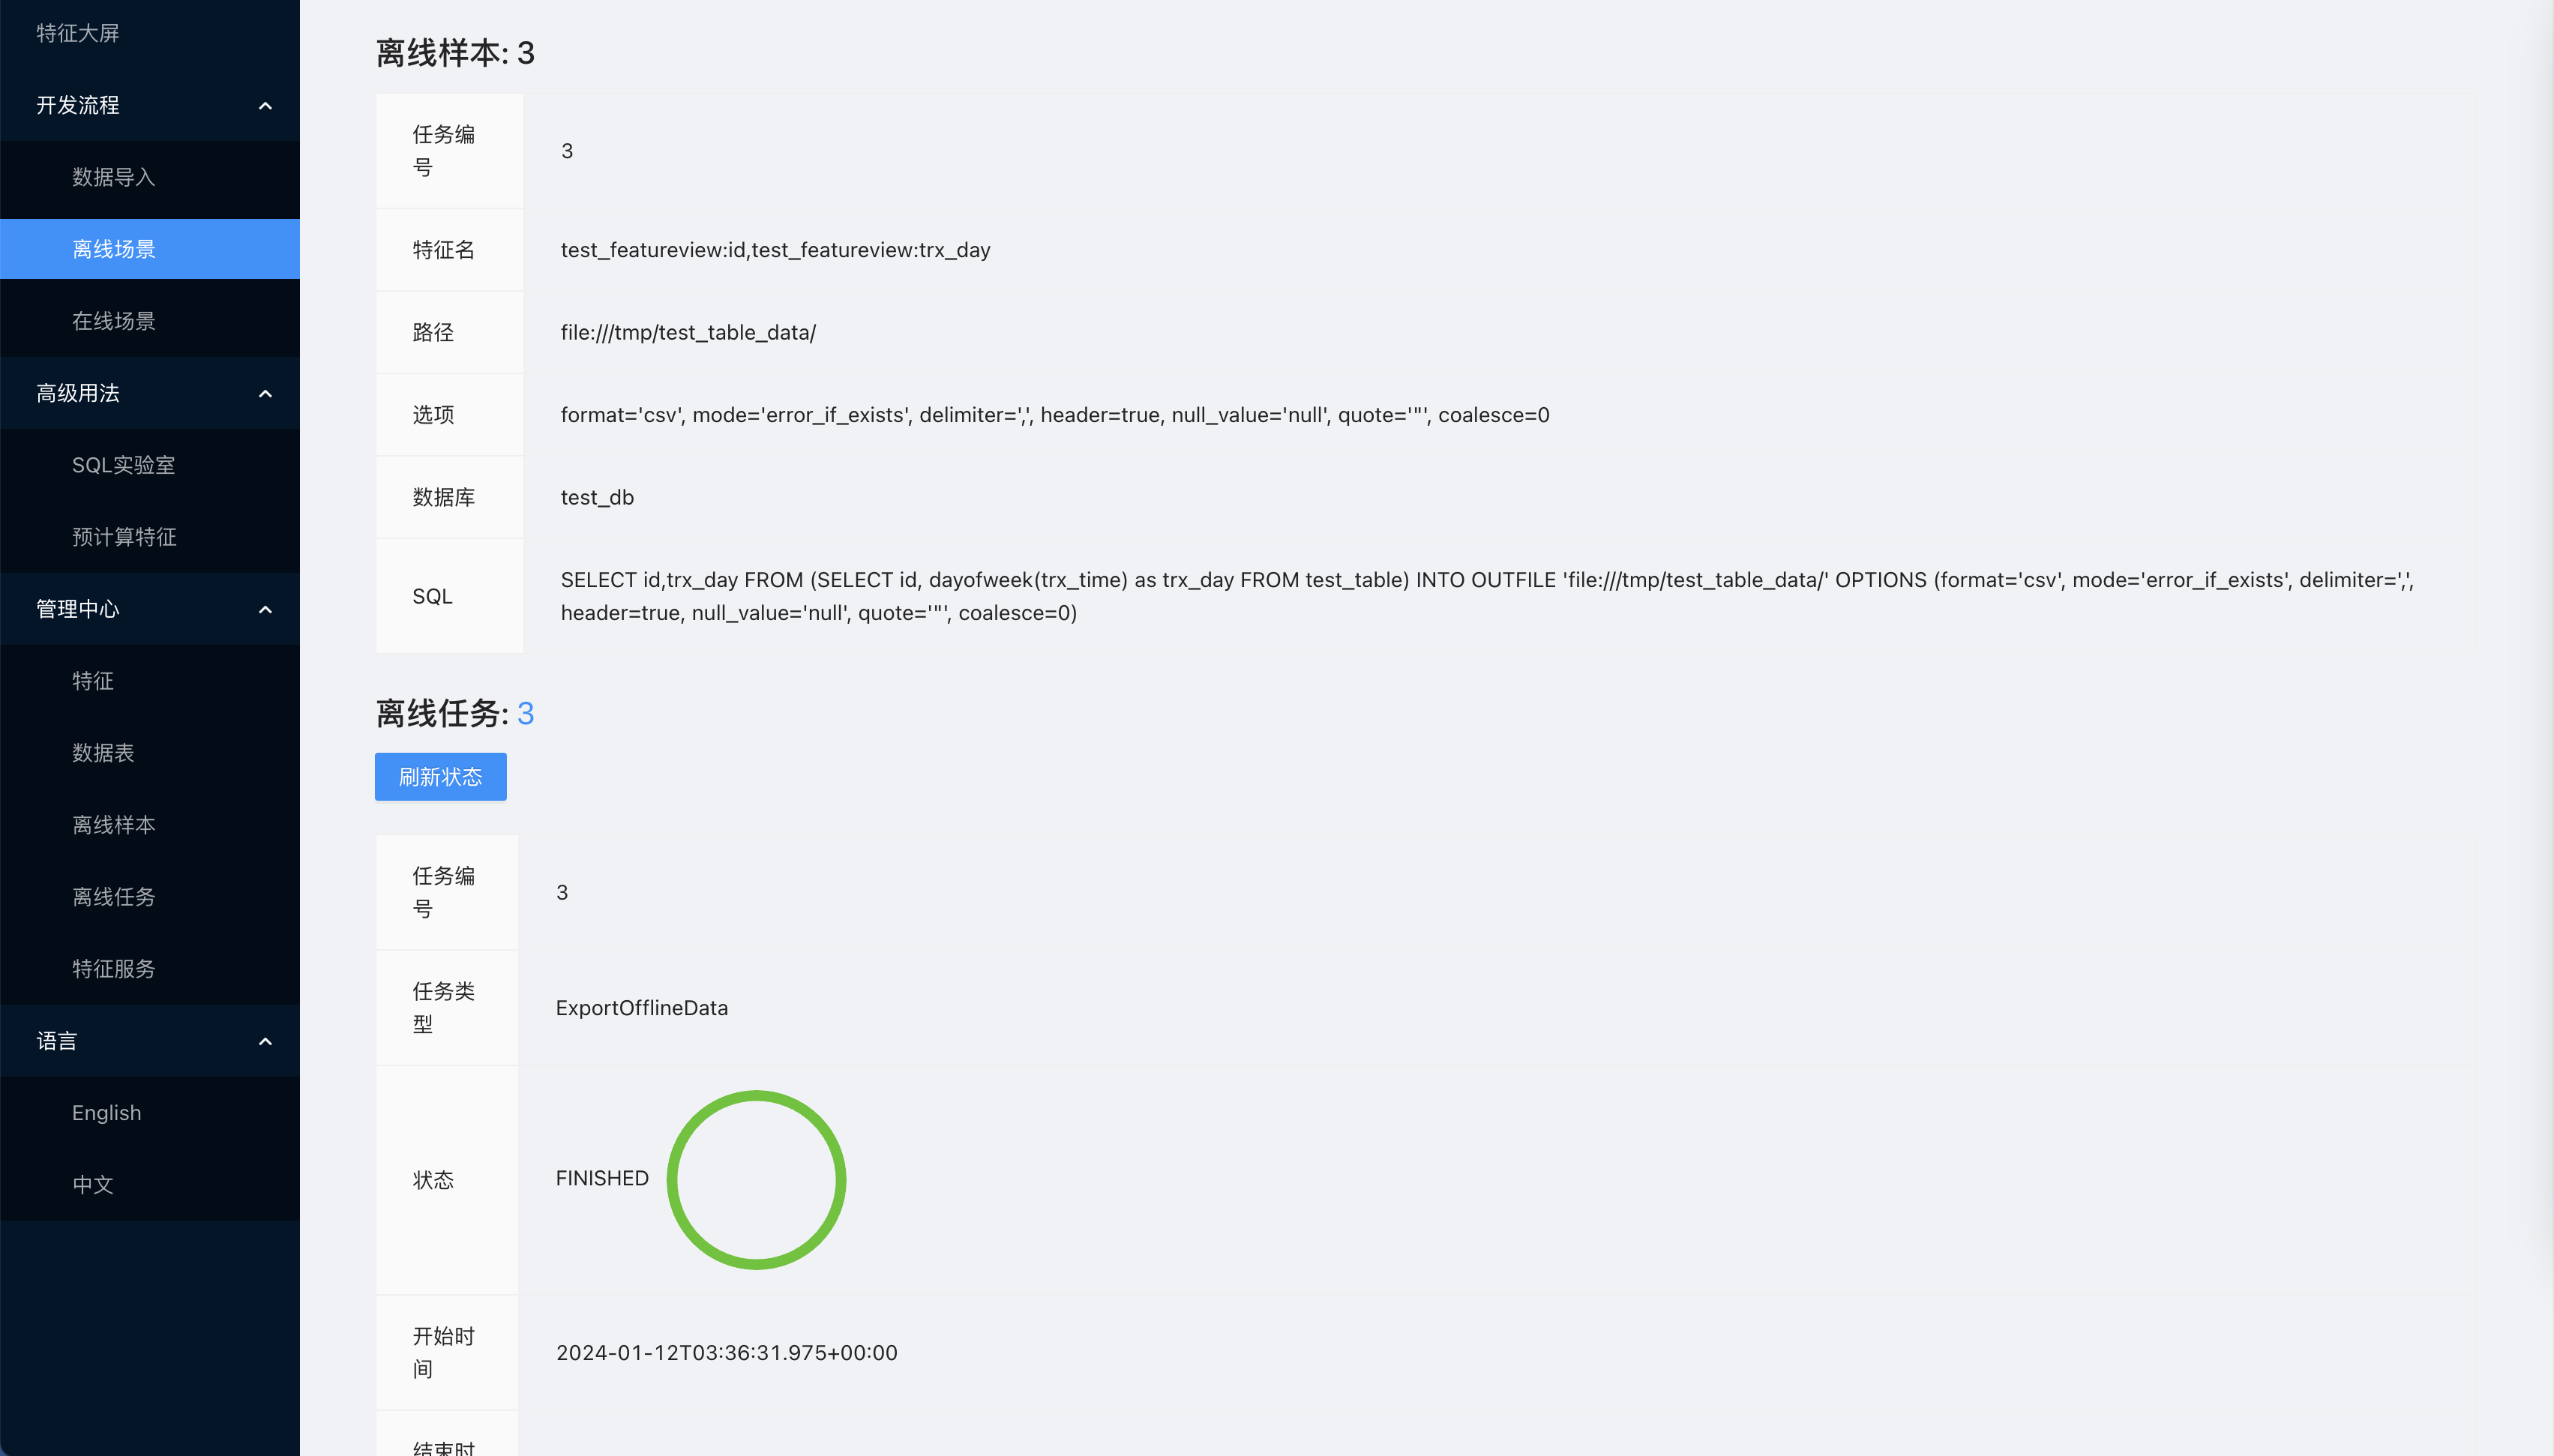 特征大屏
开发流程
数据导入
离线场景
在线场景
高级用法
SQL实验室
预计算特征
管理中心
特征
数据表
离线样本
离线任务
特征服务
语言
English
中文
离线样本: 3
任务编
号
3
特征名
test_featureview:id,test_featureview:trx_day
路径
file:///tmp/test_table_data/
选项
format='csv', mode='error_if_exists', delimiter=',', header=true, null_value='null', quote='"', coalesce=0
数据库
test_db
SQL
SELECT id,trx_day FROM (SELECT id, dayofweek(trx_time) as trx_day FROM test_table) INTO OUTFILE 'file:///tmp/test_table_data/' OPTIONS (format='csv', mode='error_if_exists', delimiter=',',
header=true, null_value='null', quote='"', coalesce=0)
离线任务: 3
刷新状态
任务编
号
3
任务类
型
ExportOfflineData
状态
FINISHED
开始时
间
2024-01-12T03:36:31.975+00:00
结束时